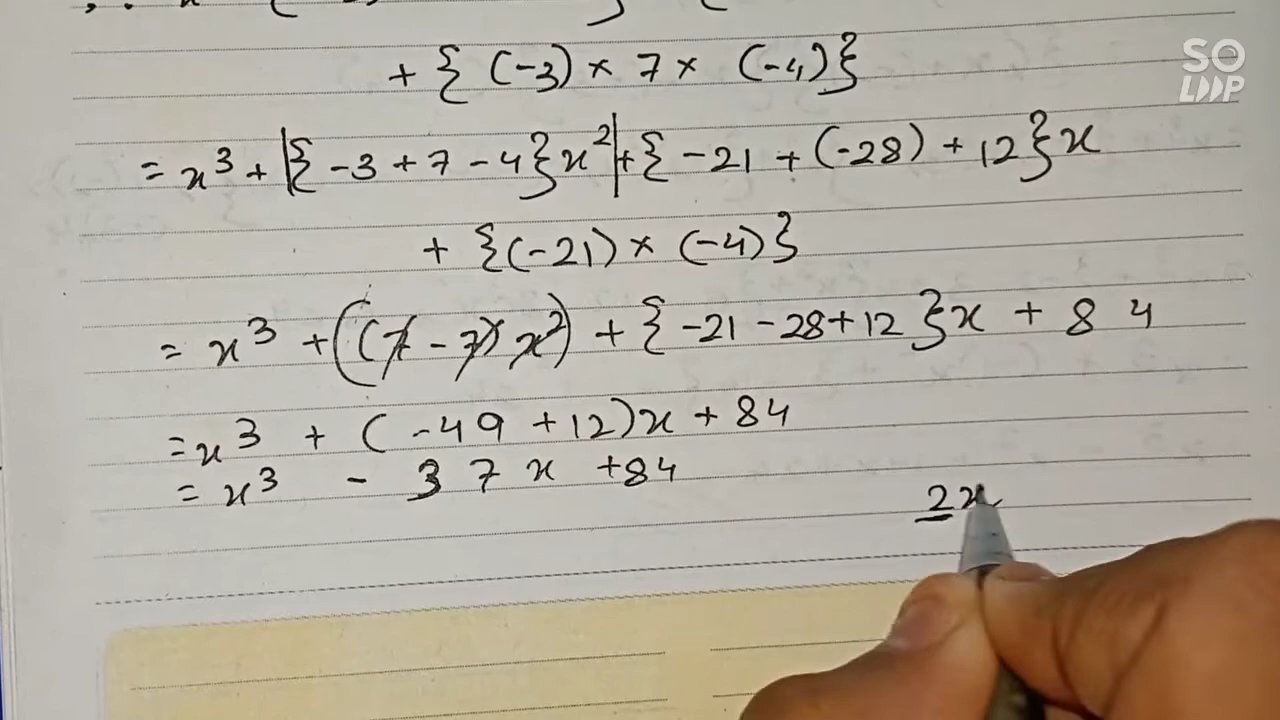 SO
LOOP
+ { (-3) × 7 × (-4)}
= x³ + |{ -3 + 7 - 4}x²| + { -21 + (-28) + 12}x
+ {(-21) × (-4)}
= x³ + ((7 - 7) x²) + { -21 - 28 + 12 }x + 84
= x³ + ( -49 + 12)x + 84
= x³ - 37x + 84
2x